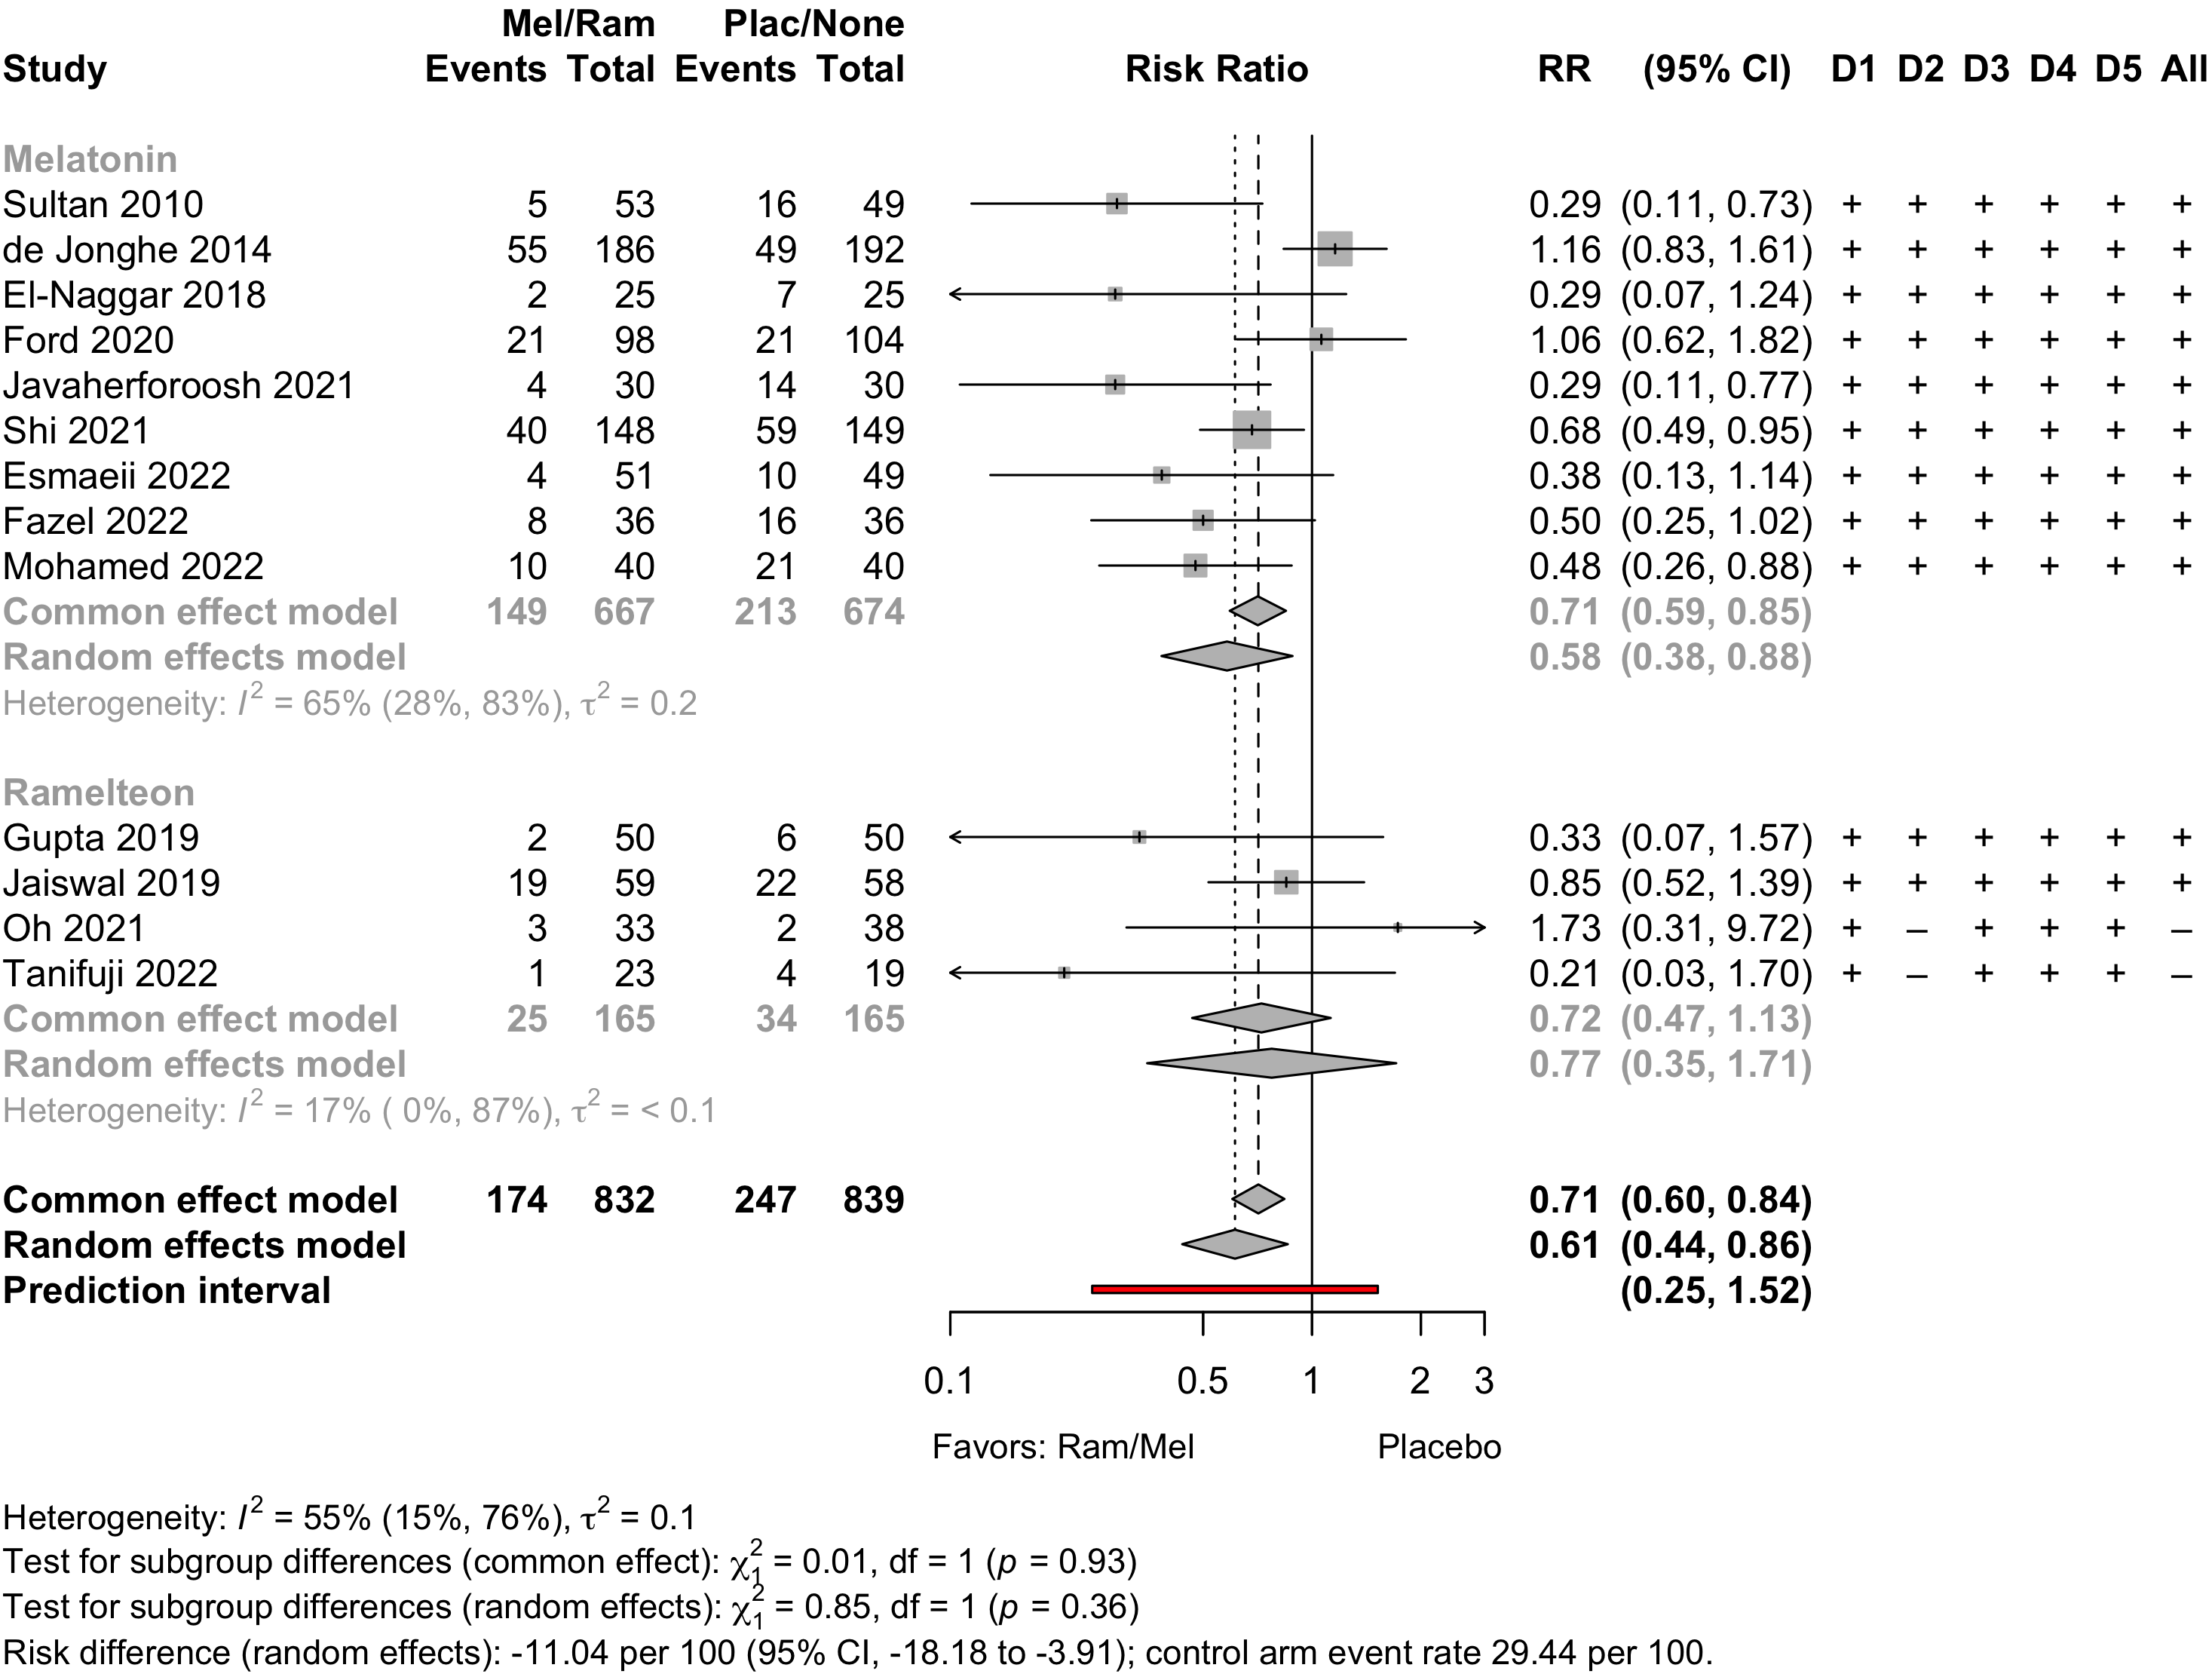 Mel/Ram Plac/None
Study Events Total Events Total Risk Ratio RR (95% CI) D1 D2 D3 D4 D5 All
Melatonin
Sultan 2010 5 53 16 49 0.29 (0.11, 0.73) + + + + + +
de Jonghe 2014 55 186 49 192 1.16 (0.83, 1.61) + + + + + +
El-Naggar 2018 2 25 7 25 0.29 (0.07, 1.24) + + + + + +
Ford 2020 21 98 21 104 1.06 (0.62, 1.82) + + + + + +
Javaherforoosh 2021 4 30 14 30 0.29 (0.11, 0.77) + + + + + +
Shi 2021 40 148 59 149 0.68 (0.49, 0.95) + + + + + +
Esmaeii 2022 4 51 10 49 0.38 (0.13, 1.14) + + + + + +
Fazel 2022 8 36 16 36 0.50 (0.25, 1.02) + + + + + +
Mohamed 2022 10 40 21 40 0.48 (0.26, 0.88) + + + + + +
Common effect model 149 667 213 674 0.71 (0.59, 0.85)
Random effects model 0.58 (0.38, 0.88)
Heterogeneity: I² = 65% (28%, 83%), τ² = 0.2
Ramelteon
Gupta 2019 2 50 6 50 0.33 (0.07, 1.57) + + + + + +
Jaiswal 2019 19 59 22 58 0.85 (0.52, 1.39) + + + + + +
Oh 2021 3 33 2 38 1.73 (0.31, 9.72) + – + + + –
Tanifuji 2022 1 23 4 19 0.21 (0.03, 1.70) + – + + + –
Common effect model 25 165 34 165 0.72 (0.47, 1.13)
Random effects model 0.77 (0.35, 1.71)
Heterogeneity: I² = 17% ( 0%, 87%), τ² = < 0.1
Common effect model 174 832 247 839 0.71 (0.60, 0.84)
Random effects model 0.61 (0.44, 0.86)
Prediction interval (0.25, 1.52)
0.1 0.5 1 2 3
Favors: Ram/Mel Placebo
Heterogeneity: I² = 55% (15%, 76%), τ² = 0.1
Test for subgroup differences (common effect): χ₁² = 0.01, df = 1 (p = 0.93)
Test for subgroup differences (random effects): χ₁² = 0.85, df = 1 (p = 0.36)
Risk difference (random effects): -11.04 per 100 (95% CI, -18.18 to -3.91); control arm event rate 29.44 per 100.